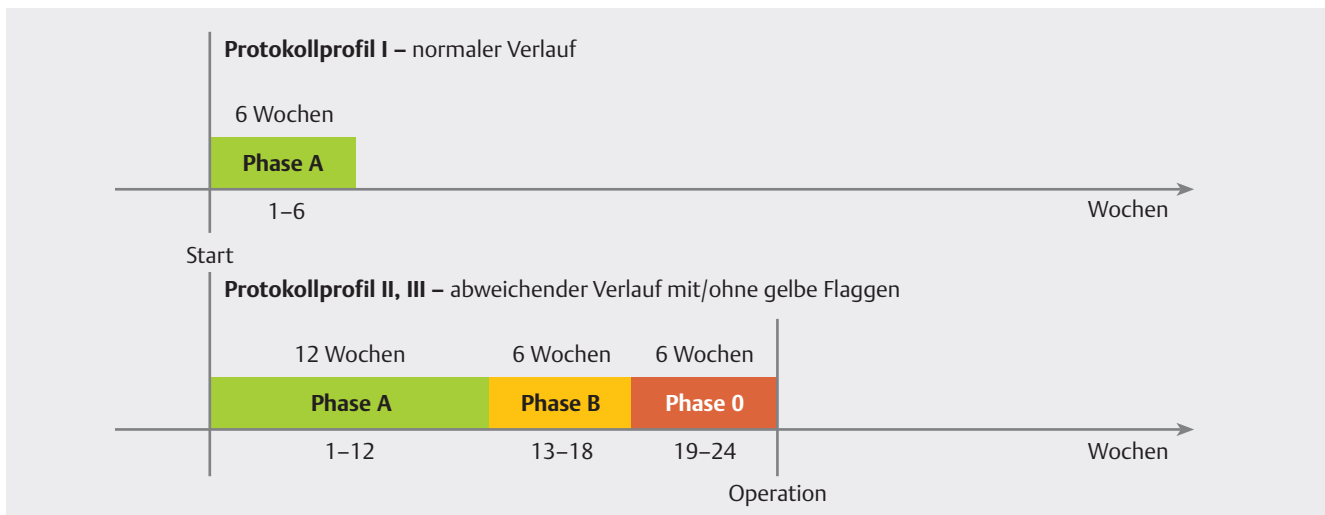 Protokollprofil I – normaler Verlauf
6 Wochen
Phase A
1–6
Wochen
Start
Protokollprofil II, III – abweichender Verlauf mit/ohne gelbe Flaggen
12 Wochen 6 Wochen 6 Wochen
Phase A Phase B Phase 0
1–12 13–18 19–24 Wochen
Operation